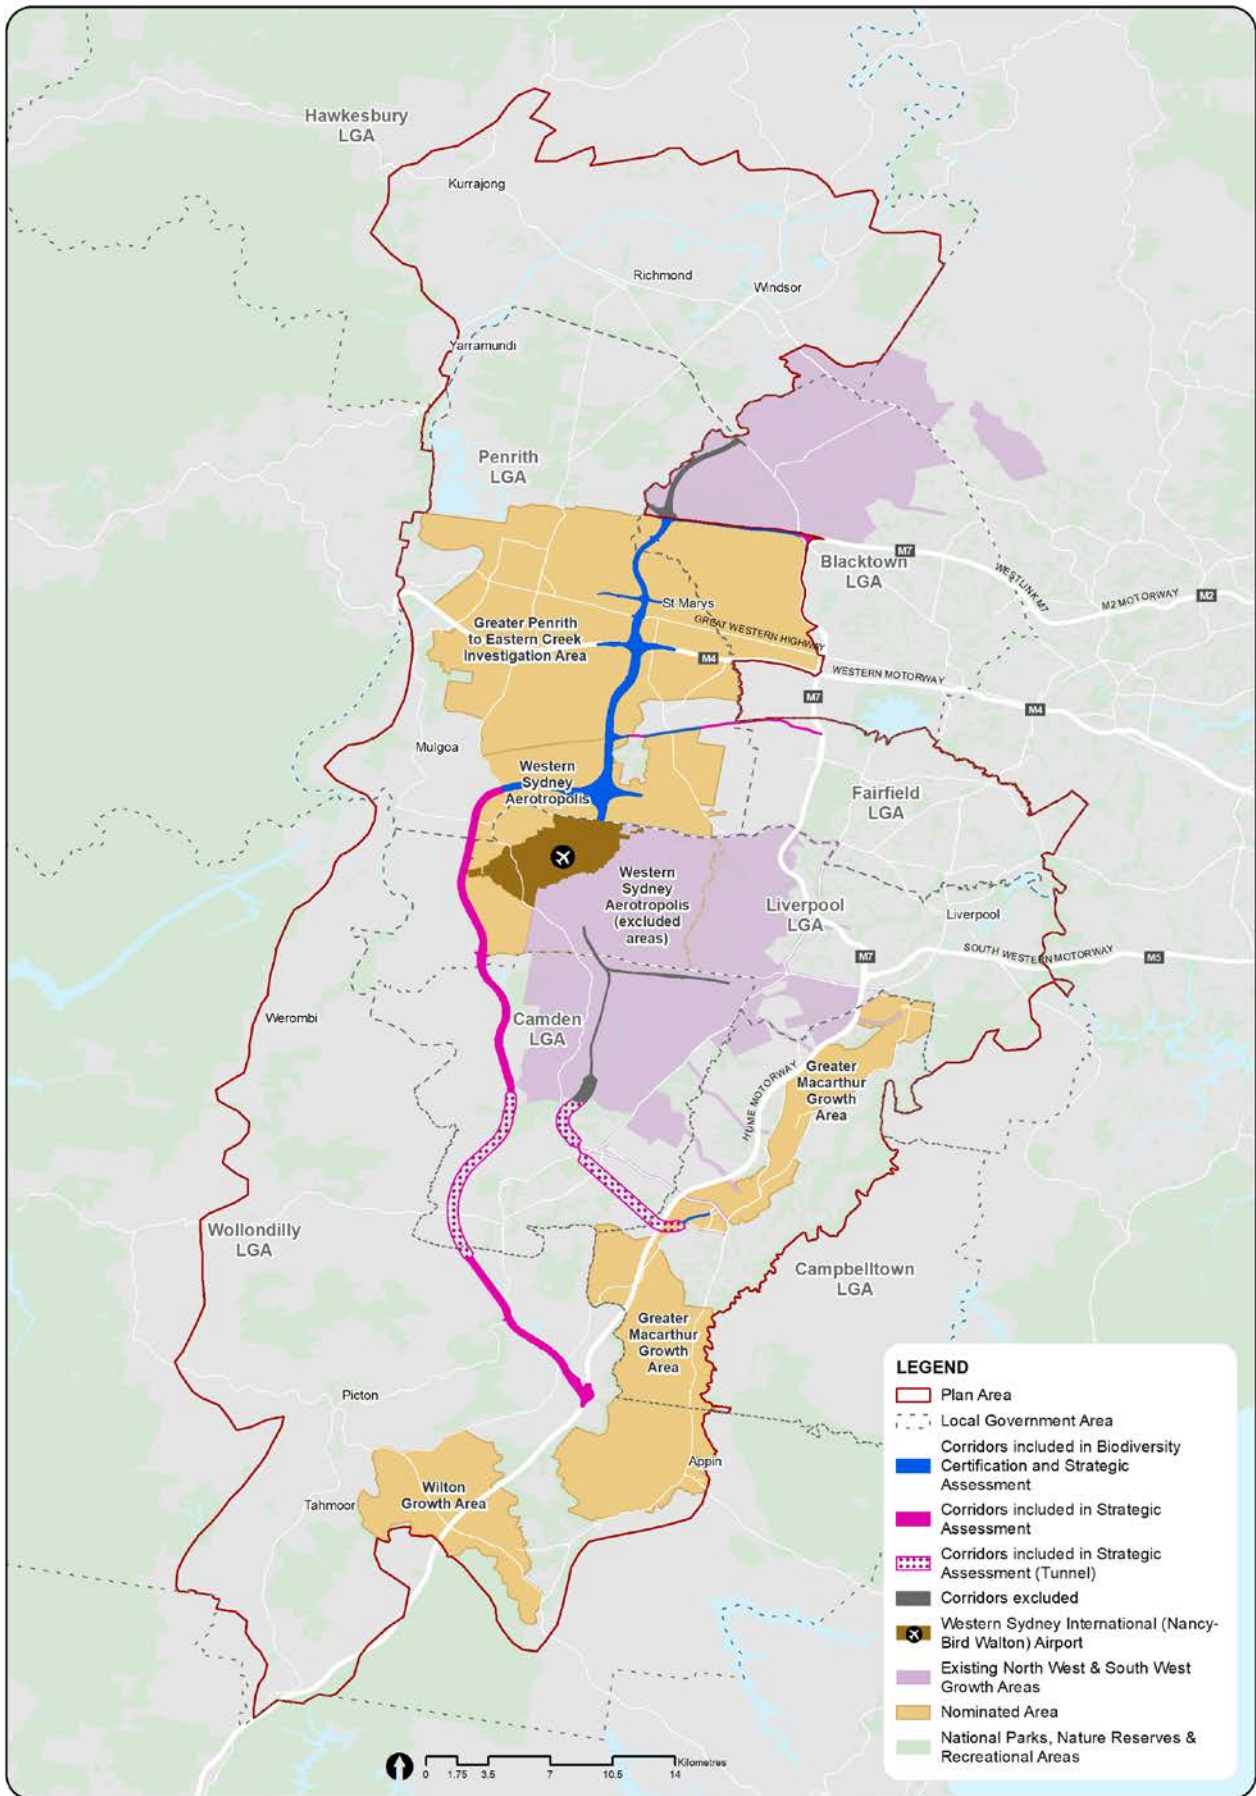 Hawkesbury
LGA
Kurrajong
Richmond
Windsor
Yarramundi
Penrith
LGA
Blacktown
LGA
M7
WESTLINK M7
M2 MOTORWAY
M2
St Marys
GREAT WESTERN HIGHWAY
Greater Penrith
to Eastern Creek
Investigation Area
M4
WESTERN MOTORWAY
M7
M4
Mulgoa
Western
Sydney
Aerotropolis
Fairfield
LGA
Western
Sydney
Aerotropolis
(excluded
areas)
Liverpool
LGA
Liverpool
M7
SOUTH WESTERN MOTORWAY
M5
Werombi
Camden
LGA
HUME MOTORWAY
Greater
Macarthur
Growth
Area
Wollondilly
LGA
Campbelltown
LGA
Greater
Macarthur
Growth
Area
Picton
Appin
Wilton
Growth Area
Tahmoor
LEGEND
Plan Area
Local Government Area
Corridors included in Biodiversity
Certification and Strategic
Assessment
Corridors included in Strategic
Assessment
Corridors included in Strategic
Assessment (Tunnel)
Corridors excluded
Western Sydney International (Nancy-
Bird Walton) Airport
Existing North West & South West
Growth Areas
Nominated Area
National Parks, Nature Reserves &
Recreational Areas
Kilometres
0 1.75 3.5 7 10.5 14